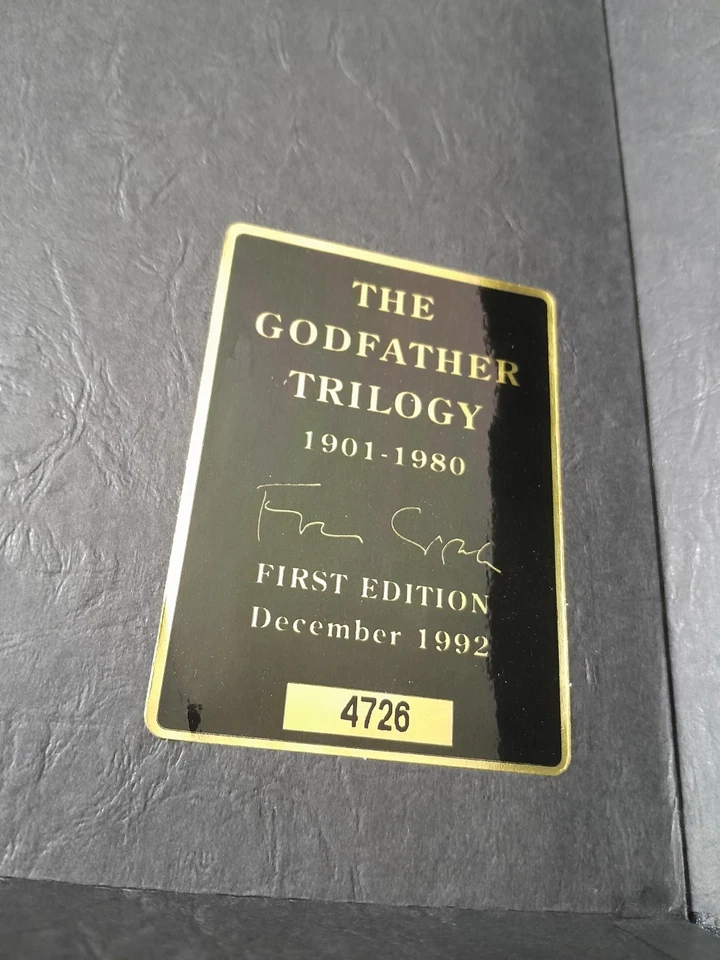 THE
GODFATHER
TRILOGY
1901-1980
FIRST EDITION
December 1992
4726